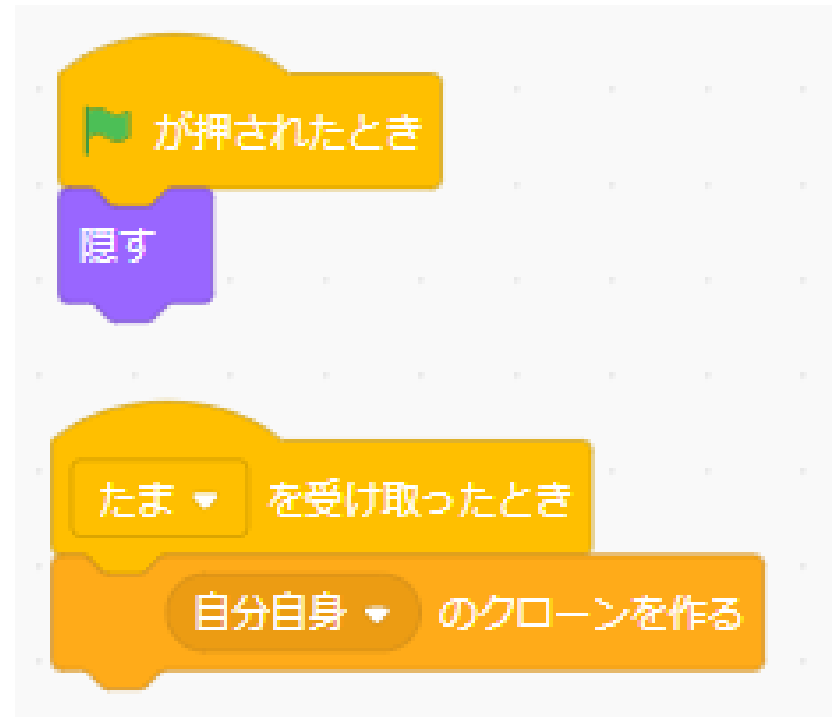 が押されたとき
隠す
たま を受け取ったとき
自分自身 のクローンを作る